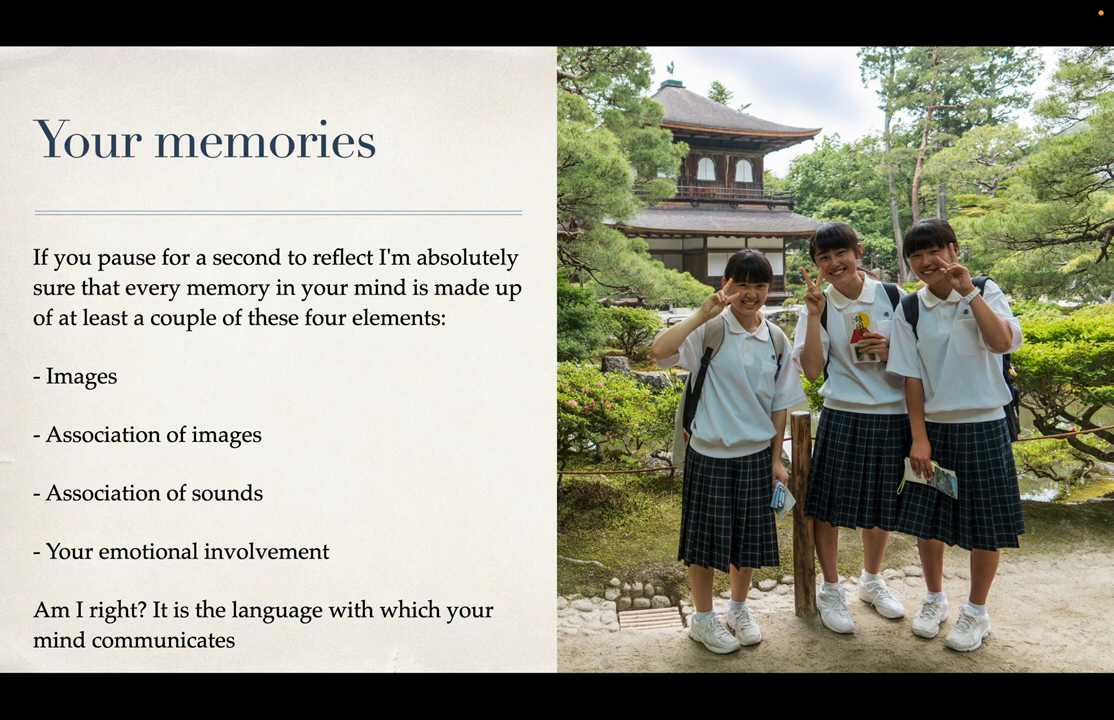 Your memories
If you pause for a second to reflect I'm absolutely
sure that every memory in your mind is made up
of at least a couple of these four elements:
- Images
- Association of images
- Association of sounds
- Your emotional involvement
Am I right? It is the language with which your
mind communicates